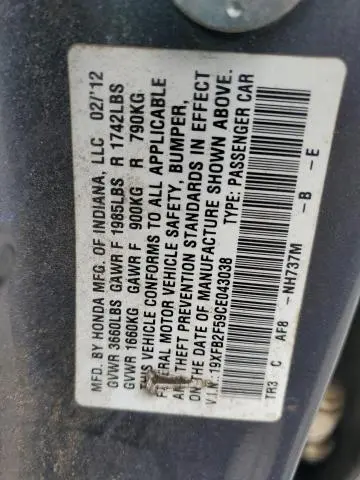 MFD. BY HONDA MFG. OF INDIANA, LLC 02/'12
GVWR 3660LBS GAWR F 1985LBS R 1742LBS
GVWR 1660KG GAWR F 900KG R 790KG
THIS VEHICLE CONFORMS TO ALL APPLICABLE
FEDERAL MOTOR VEHICLE SAFETY, BUMPER,
AND THEFT PREVENTION STANDARDS IN EFFECT
ON THE DATE OF MANUFACTURE SHOWN ABOVE.
V.I.N.:19XFB2F59CE043038 TYPE: PASSENGER CAR
TR3 C AF8 -NH737M -B -E